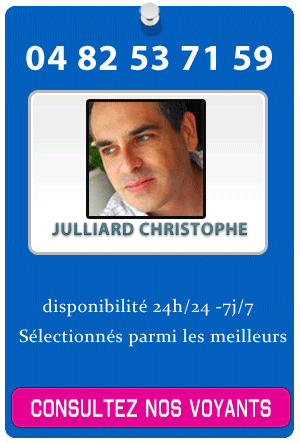 04 82 53 71 59
JULLIARD CHRISTOPHE
disponibilité 24h/24 -7j/7
Sélectionnés parmi les meilleurs
CONSULTEZ NOS VOYANTS